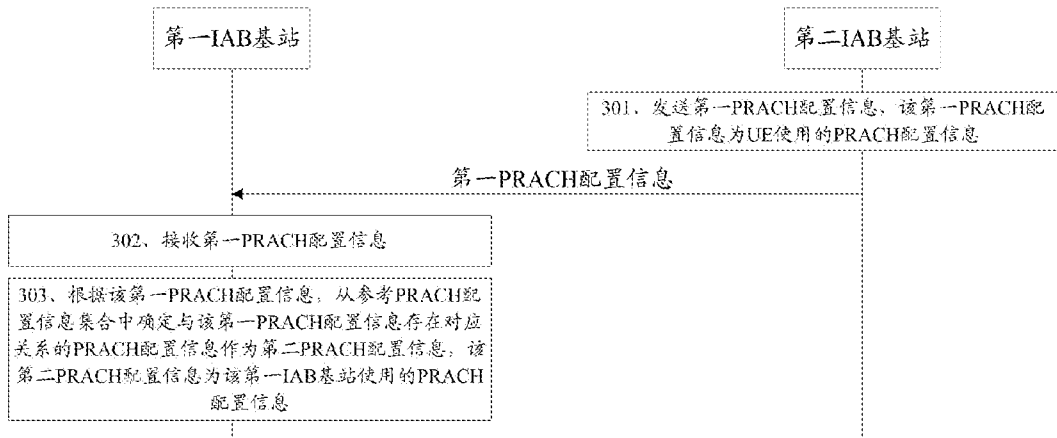 第一IAB基站
第二IAB基站
301、发送第一PRACH配置信息，该第一PRACH配
置信息为UE使用的PRACH配置信息
第一PRACH配置信息
302、接收第一PRACH配置信息
303、根据该第一PRACH配置信息，从参考PRACH配
置信息集合中确定与该第一PRACH配置信息存在对应
关系的PRACH配置信息作为第二PRACH配置信息，该
第二PRACH配置信息为该第一IAB基站使用的PRACH
配置信息